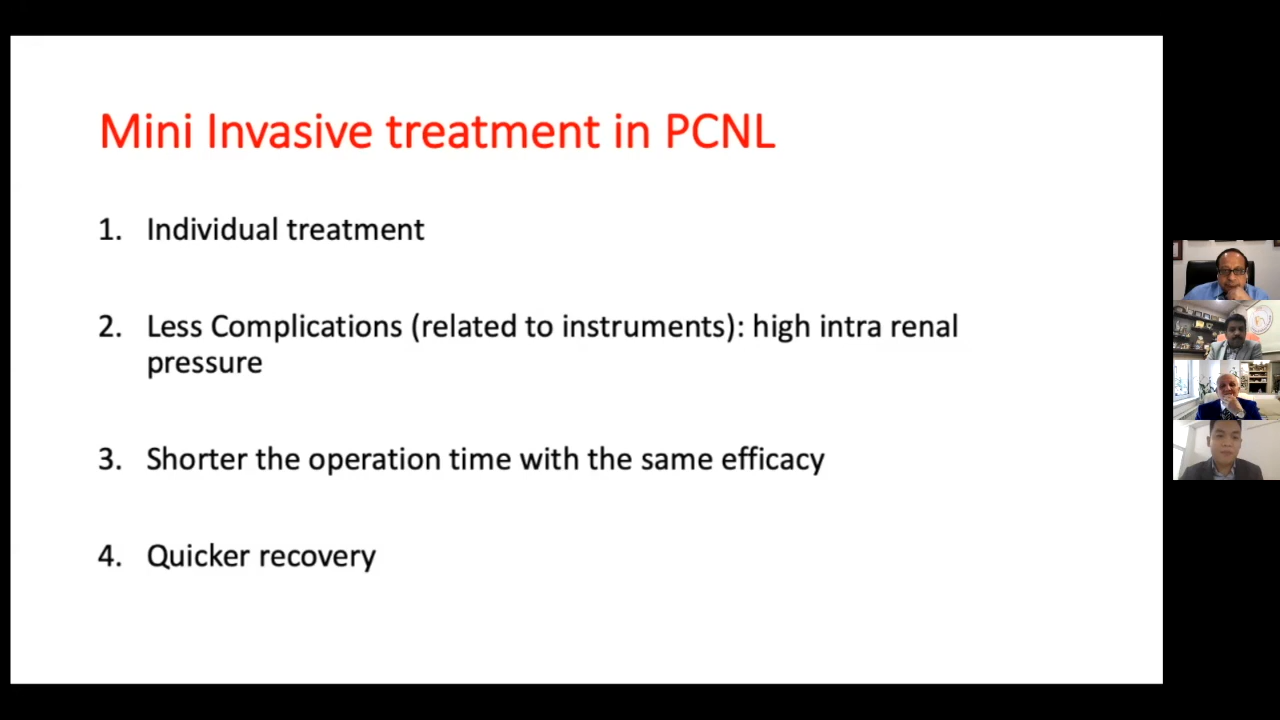 Mini Invasive treatment in PCNL
1. Individual treatment
2. Less Complications (related to instruments): high intra renal
pressure
3. Shorter the operation time with the same efficacy
4. Quicker recovery